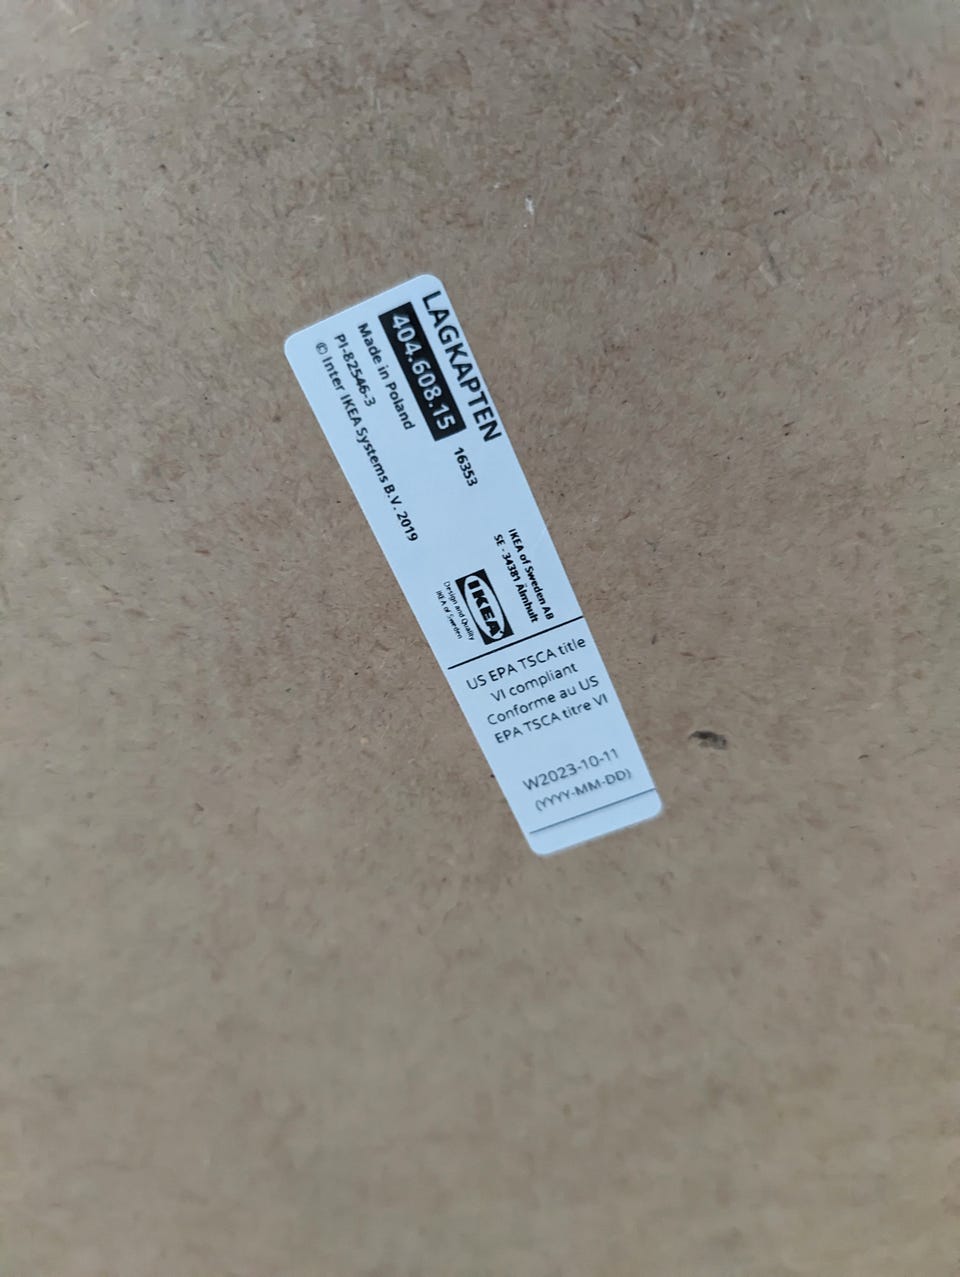 LAGKAPTEN
404.608.15
16353
Made in Poland
PI-82546-3
© Inter IKEA Systems B.V. 2019
IKEA of Sweden AB
SE - 34381 Älmhult
IKEA
Design and Quality
IKEA of Sweden
US EPA TSCA title
VI compliant
Conforme au US
EPA TSCA titre VI
W2023-10-11
(YYYY-MM-DD)